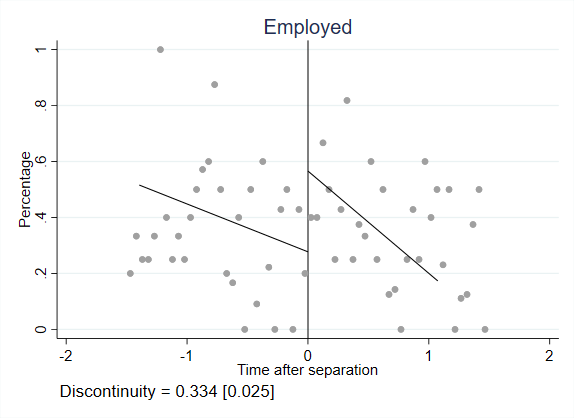 Employed
Percentage
1
.8
.6
.4
.2
0
-2 -1 0 1 2
Time after separation
Discontinuity = 0.334 [0.025]